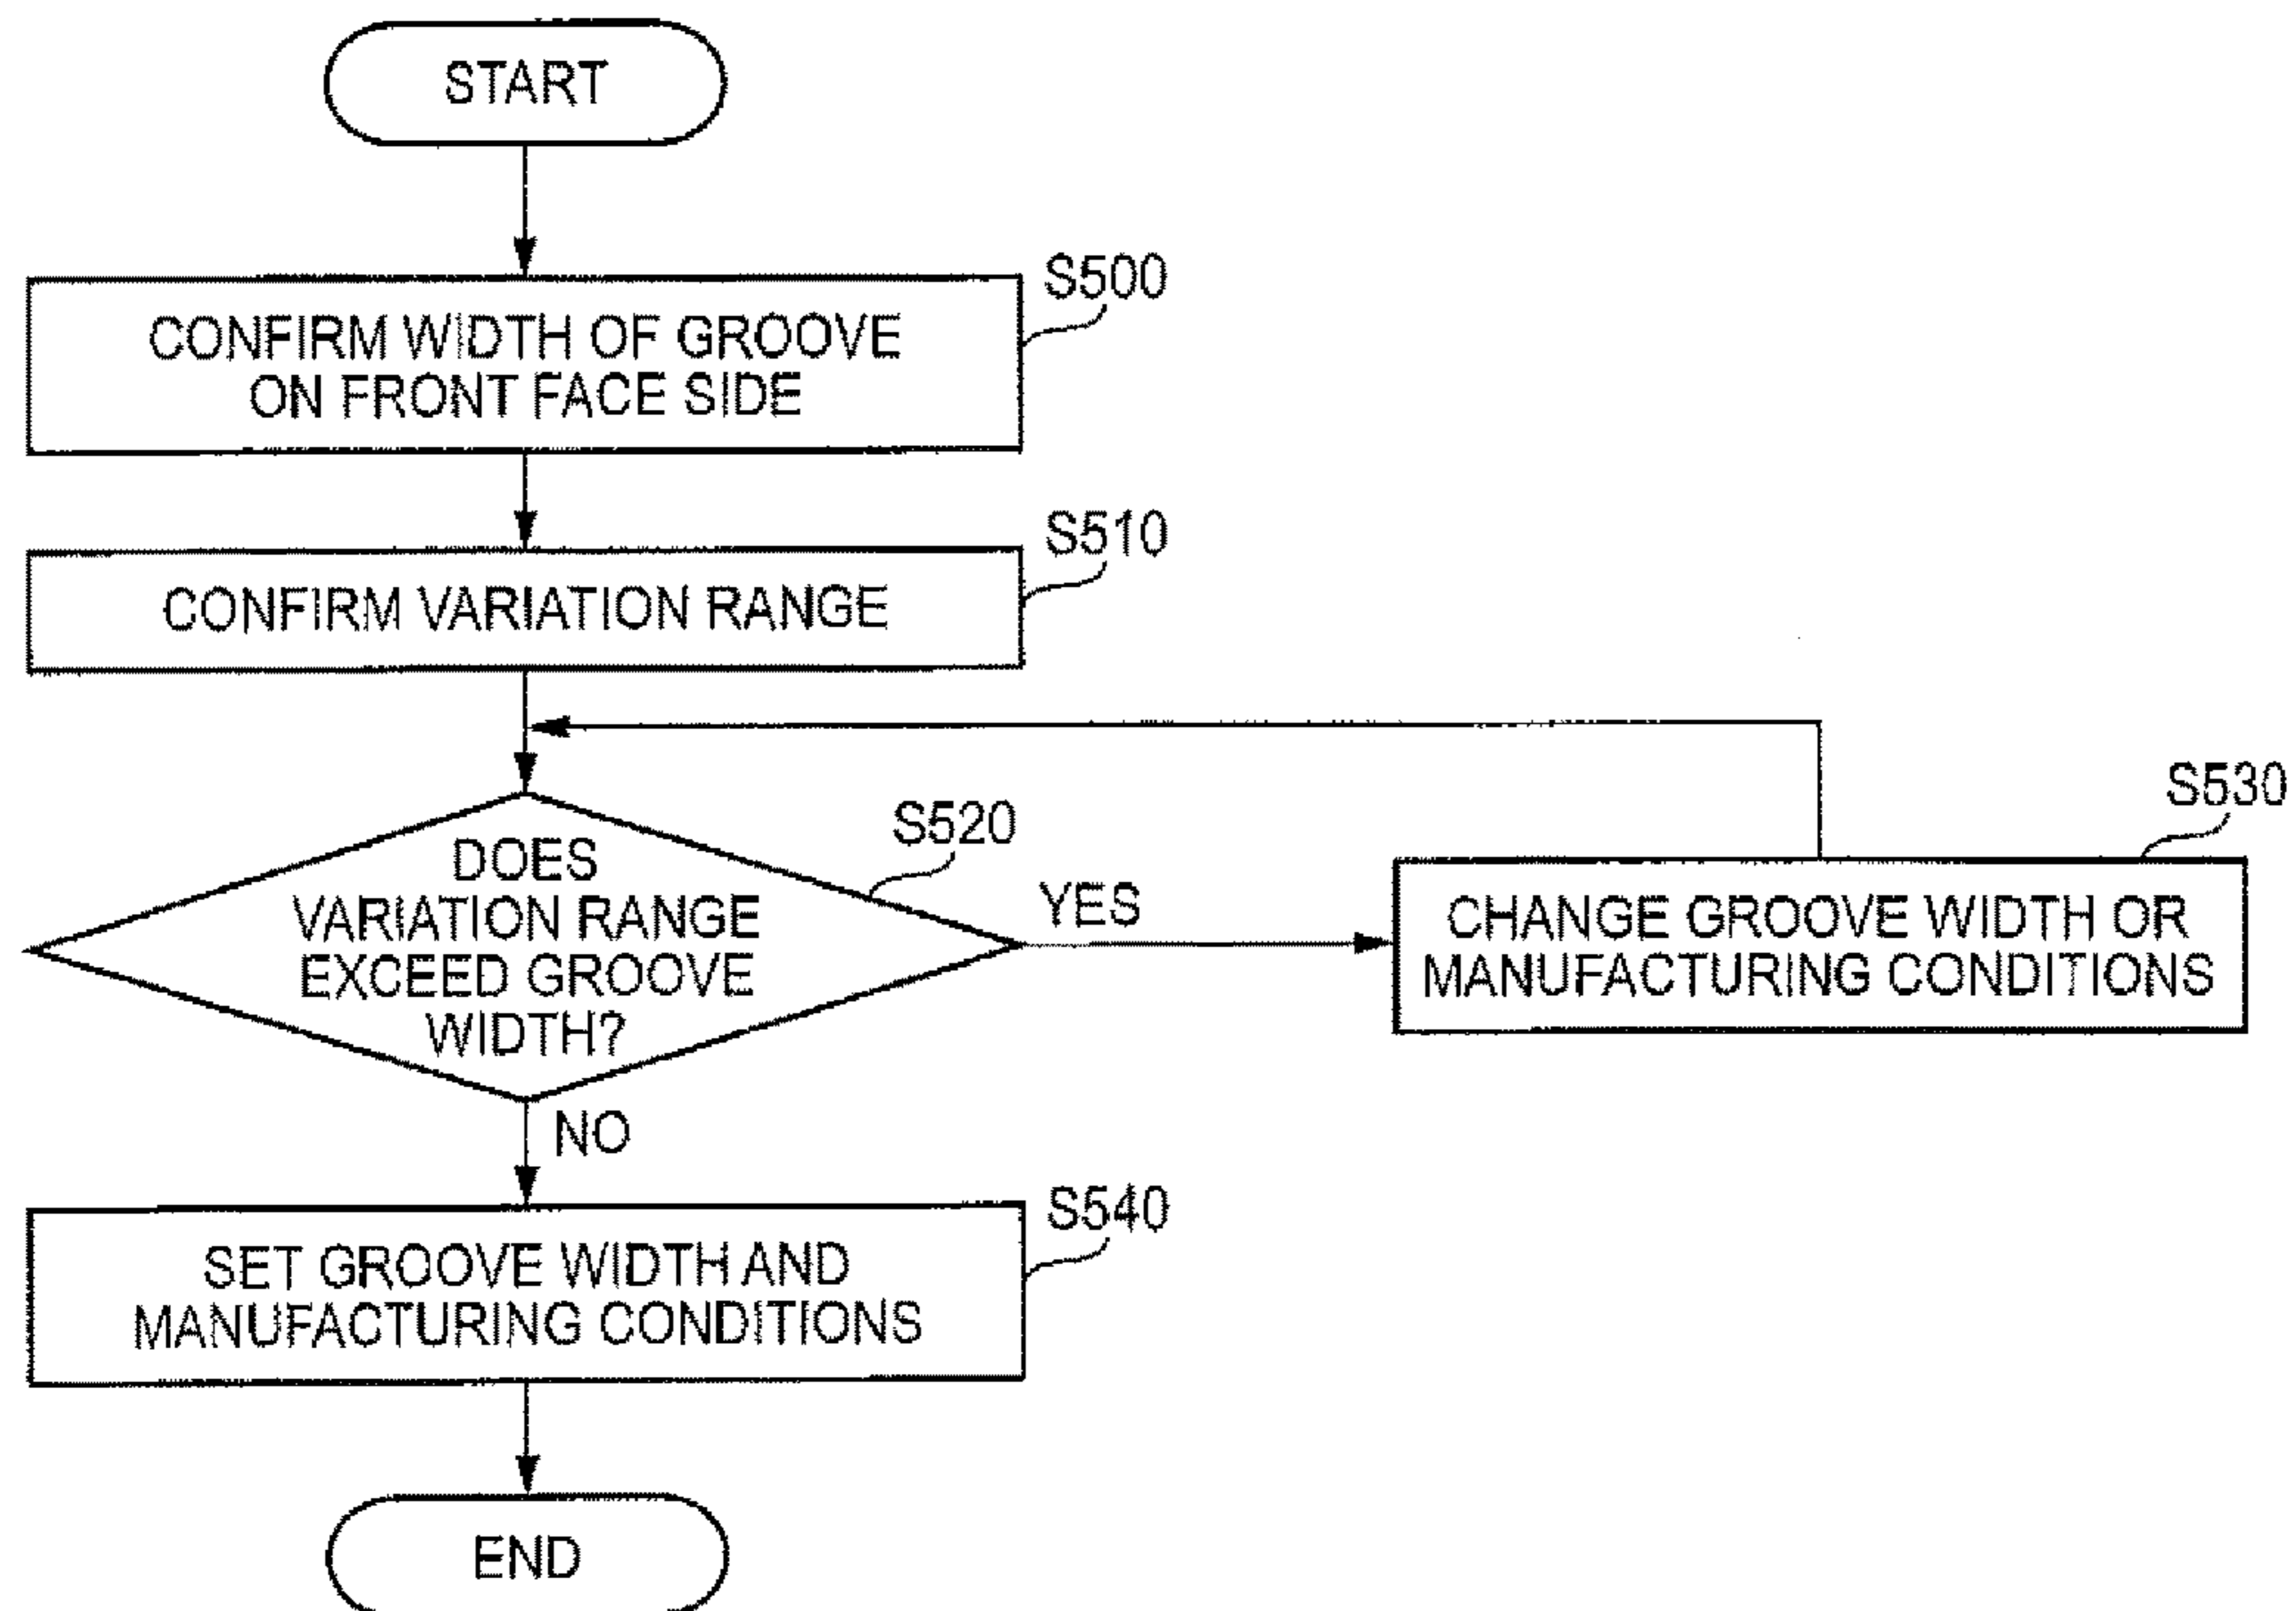 START
S500
CONFIRM WIDTH OF GROOVE
ON FRONT FACE SIDE
S510
CONFIRM VARIATION RANGE
S520
DOES
VARIATION RANGE
EXCEED GROOVE
WIDTH?
YES
S530
CHANGE GROOVE WIDTH OR
MANUFACTURING CONDITIONS
NO
S540
SET GROOVE WIDTH AND
MANUFACTURING CONDITIONS
END